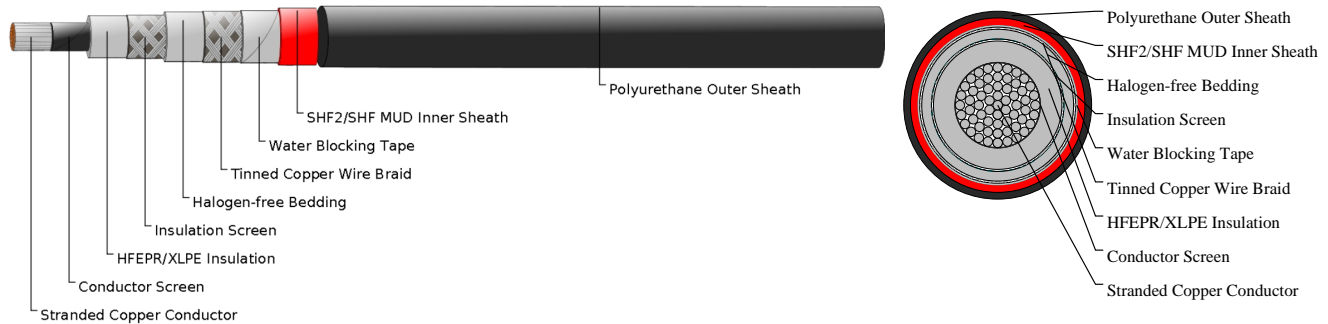 Polyurethane Outer Sheath
SHF2/SHF MUD Inner Sheath
Water Blocking Tape
Tinned Copper Wire Braid
Halogen-free Bedding
Insulation Screen
HFEPR/XLPE Insulation
Conductor Screen
Stranded Copper Conductor
Polyurethane Outer Sheath
SHF2/SHF MUD Inner Sheath
Halogen-free Bedding
Insulation Screen
Water Blocking Tape
Tinned Copper Wire Braid
HFEPR/XLPE Insulation
Conductor Screen
Stranded Copper Conductor